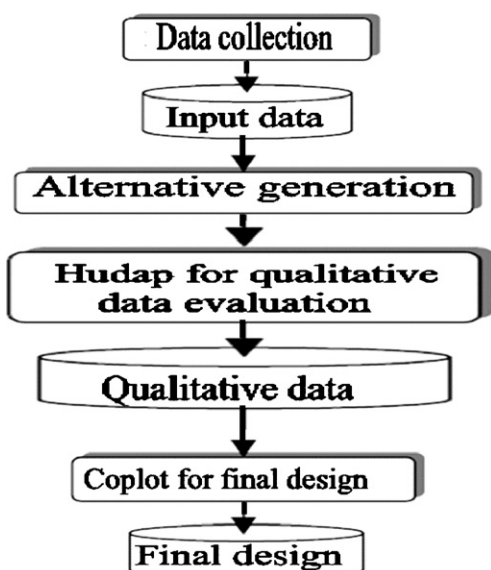 Data collection
Input data
Alternative generation
Hudap for qualitative
data evaluation
Qualitative data
Coplot for final design
Final design